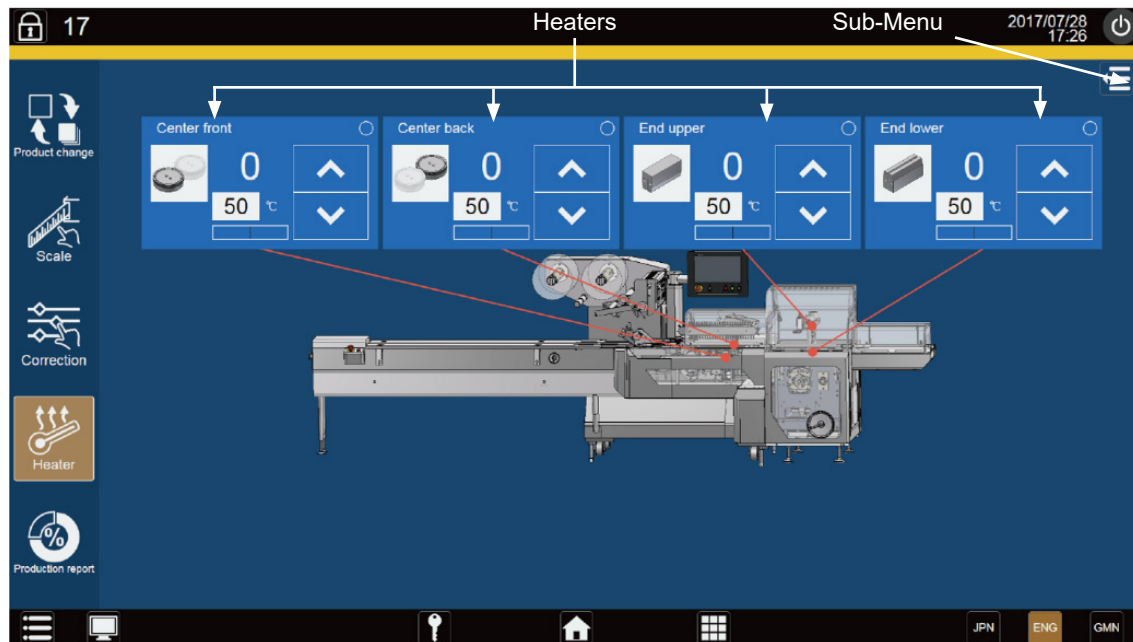 17
Heaters
Sub-Menu
2017/07/28
17:26
Product change
Scale
Correction
Heater
Production report
Center front
0
50 ℃
Center back
0
50 ℃
End upper
0
50 ℃
End lower
0
50 ℃
JPN
ENG
GMN